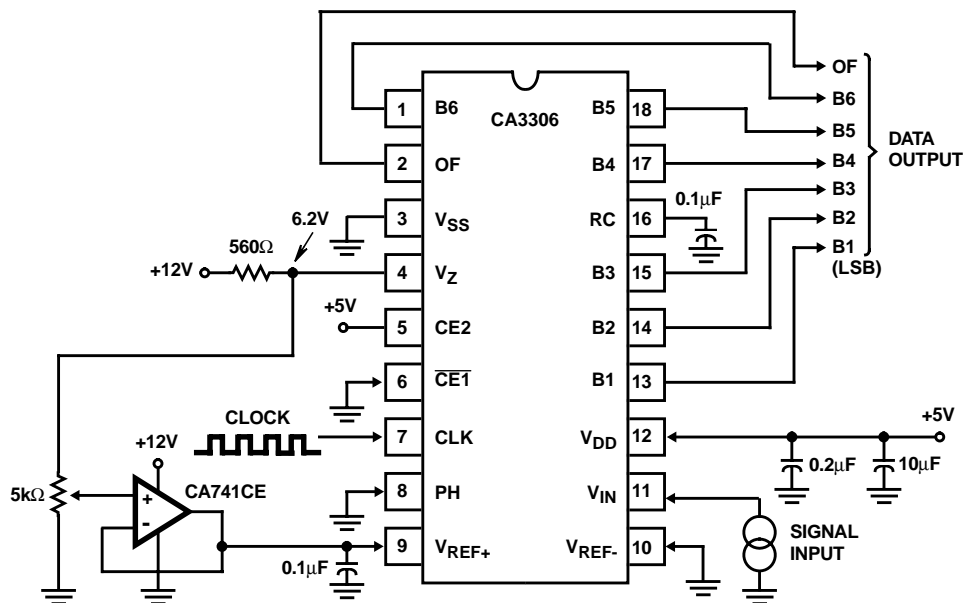 OF
B6
B5
B4
B3
B2
B1
(LSB)
DATA
OUTPUT
CA3306
1 B6
2 OF
3 VSS
4 VZ
5 CE2
6 CE1
7 CLK
8 PH
9 VREF+
B5 18
B4 17
RC 16
B3 15
B2 14
B1 13
VDD 12
VIN 11
VREF- 10
0.1μF
6.2V
560Ω
+12V
+5V
CLOCK
+12V
CA741CE
5kΩ
+
-
0.1μF
+5V
0.2μF
10μF
SIGNAL
INPUT